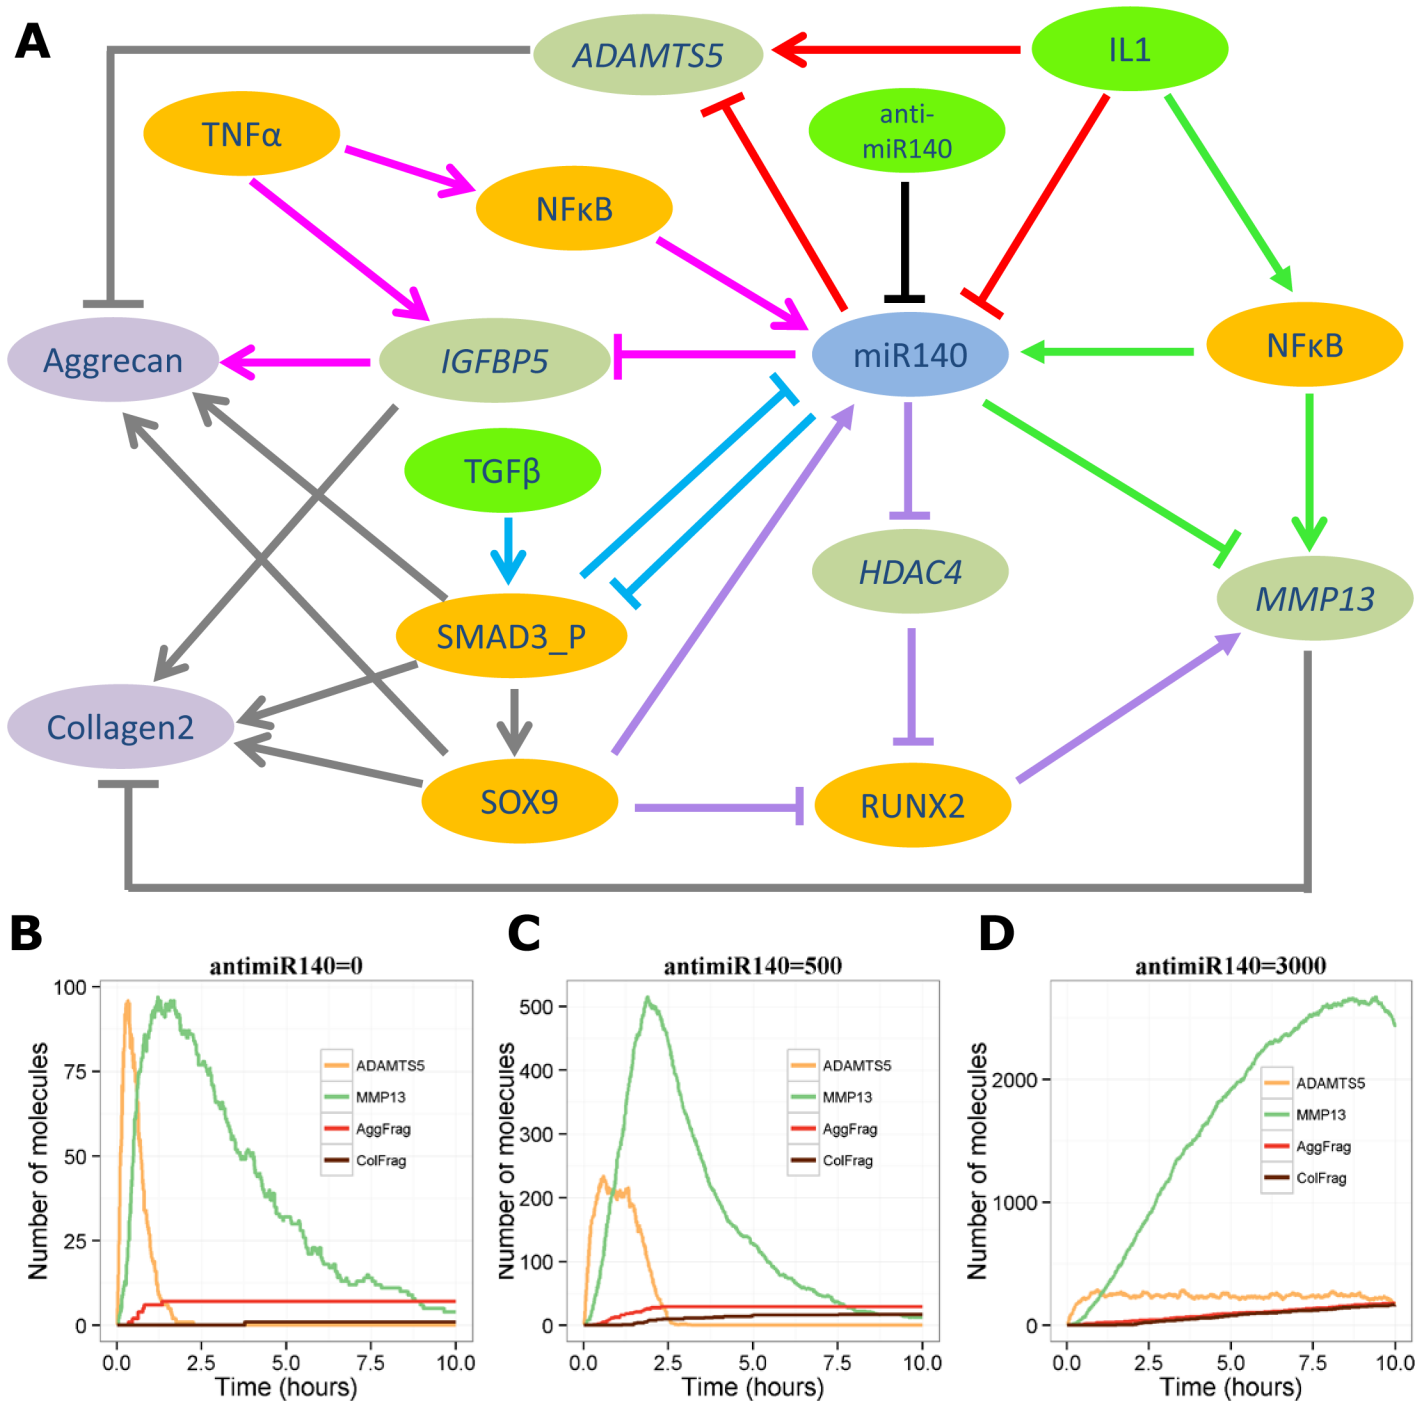 A
ADAMTS5
IL1
TNFα
anti-
miR140
NFκB
Aggrecan
IGFBP5
miR140
NFκB
TGFβ
HDAC4
MMP13
SMAD3_P
Collagen2
SOX9
RUNX2
B
antimiR140=0
Number of molecules
100
75
50
25
0
ADAMTS5
MMP13
AggFrag
ColFrag
0.0 2.5 5.0 7.5 10.0
Time (hours)
C
antimiR140=500
Number of molecules
500
400
300
200
100
0
ADAMTS5
MMP13
AggFrag
ColFrag
0.0 2.5 5.0 7.5 10.0
Time (hours)
D
antimiR140=3000
Number of molecules
2000
1000
0
ADAMTS5
MMP13
AggFrag
ColFrag
0.0 2.5 5.0 7.5 10.0
Time (hours)